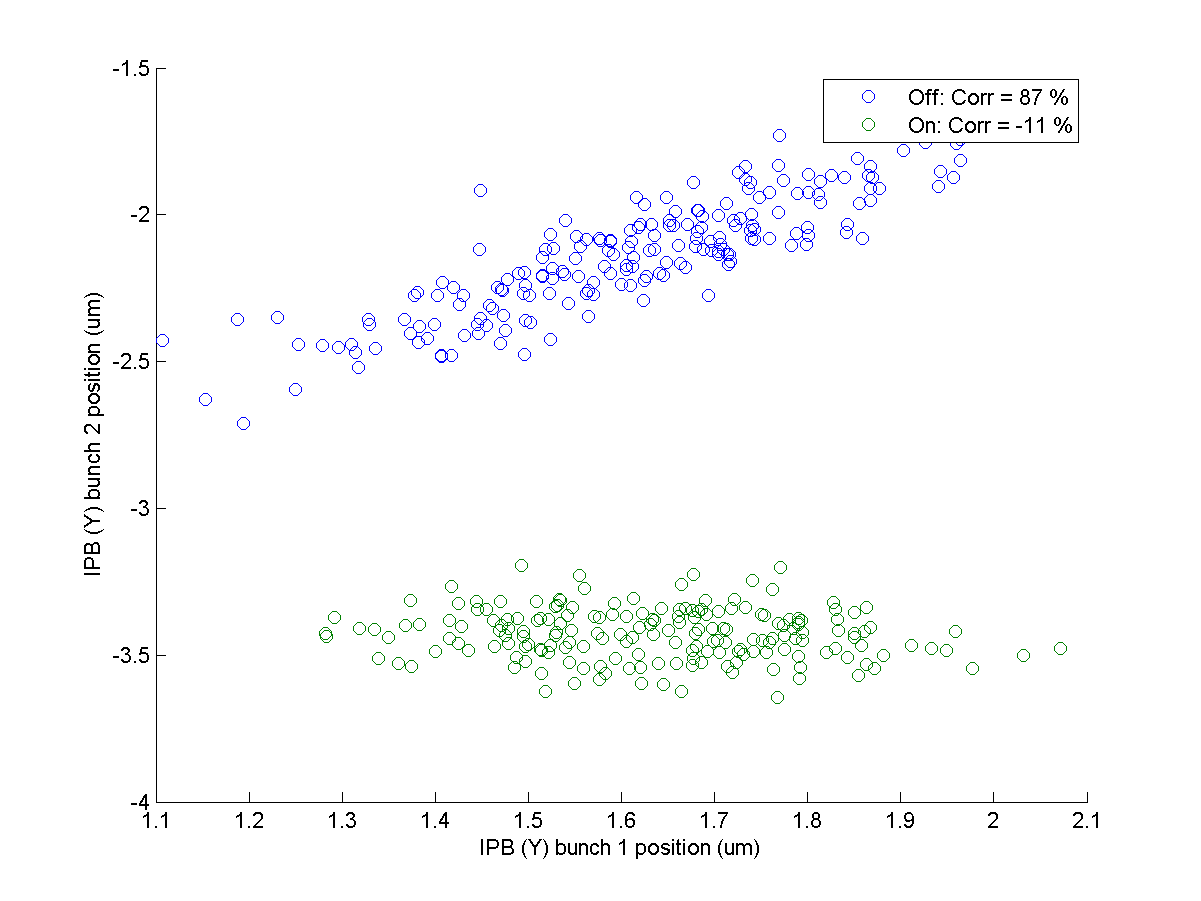 -1.5
Off: Corr = 87 %
On: Corr = -11 %
-2
-2.5
-3
-3.5
-4
IPB (Y) bunch 2 position (um)
1.1 1.2 1.3 1.4 1.5 1.6 1.7 1.8 1.9 2 2.1
IPB (Y) bunch 1 position (um)